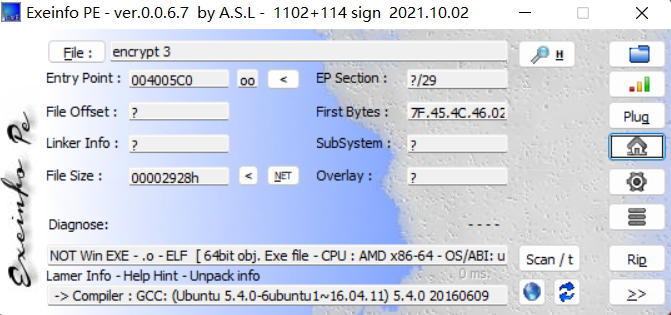 Exeinfo PE - ver.0.0.6.7 by A.S.L - 1102+114 sign 2021.10.02
File : encrypt 3 H
Entry Point : 004005C0 oo < EP Section : ?/29
File Offset : ? First Bytes : 7F.45.4C.46.02 Plug
Linker Info : ? SubSystem : ?
File Size : 00002928h < NET Overlay : ?
Diagnose: ----
NOT Win EXE - .o - ELF [ 64bit obj. Exe file - CPU : AMD x86-64 - OS/ABI: u Scan / t Rip
Lamer Info - Help Hint - Unpack info 0 ms.
-> Compiler : GCC: (Ubuntu 5.4.0-6ubuntu1~16.04.11) 5.4.0 20160609 >>
Exeinfo Pe